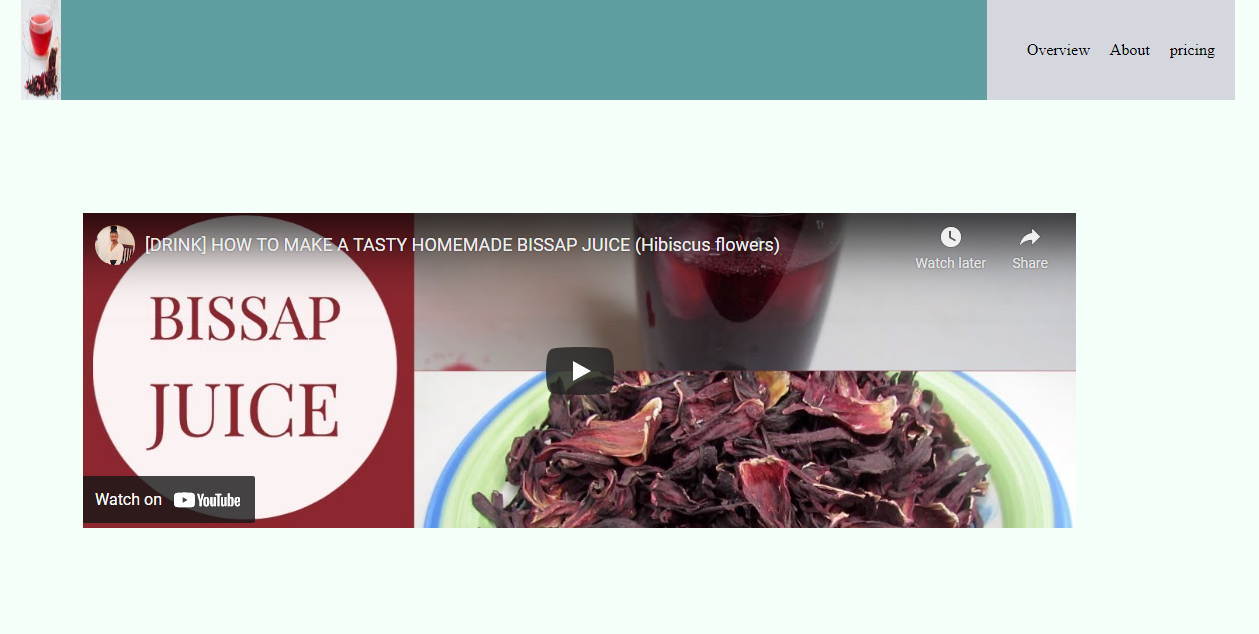 Overview About pricing
[DRINK] HOW TO MAKE A TASTY HOMEMADE BISSAP JUICE (Hibiscus flowers)
Watch later Share
BISSAP
JUICE
Watch on YouTube